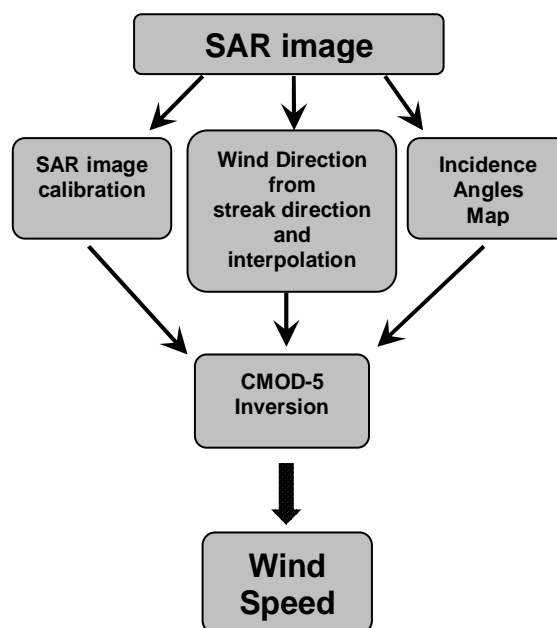 SAR image
SAR image
calibration
Wind Direction
from
streak direction
and
interpolation
Incidence
Angles
Map
CMOD-5
Inversion
Wind
Speed